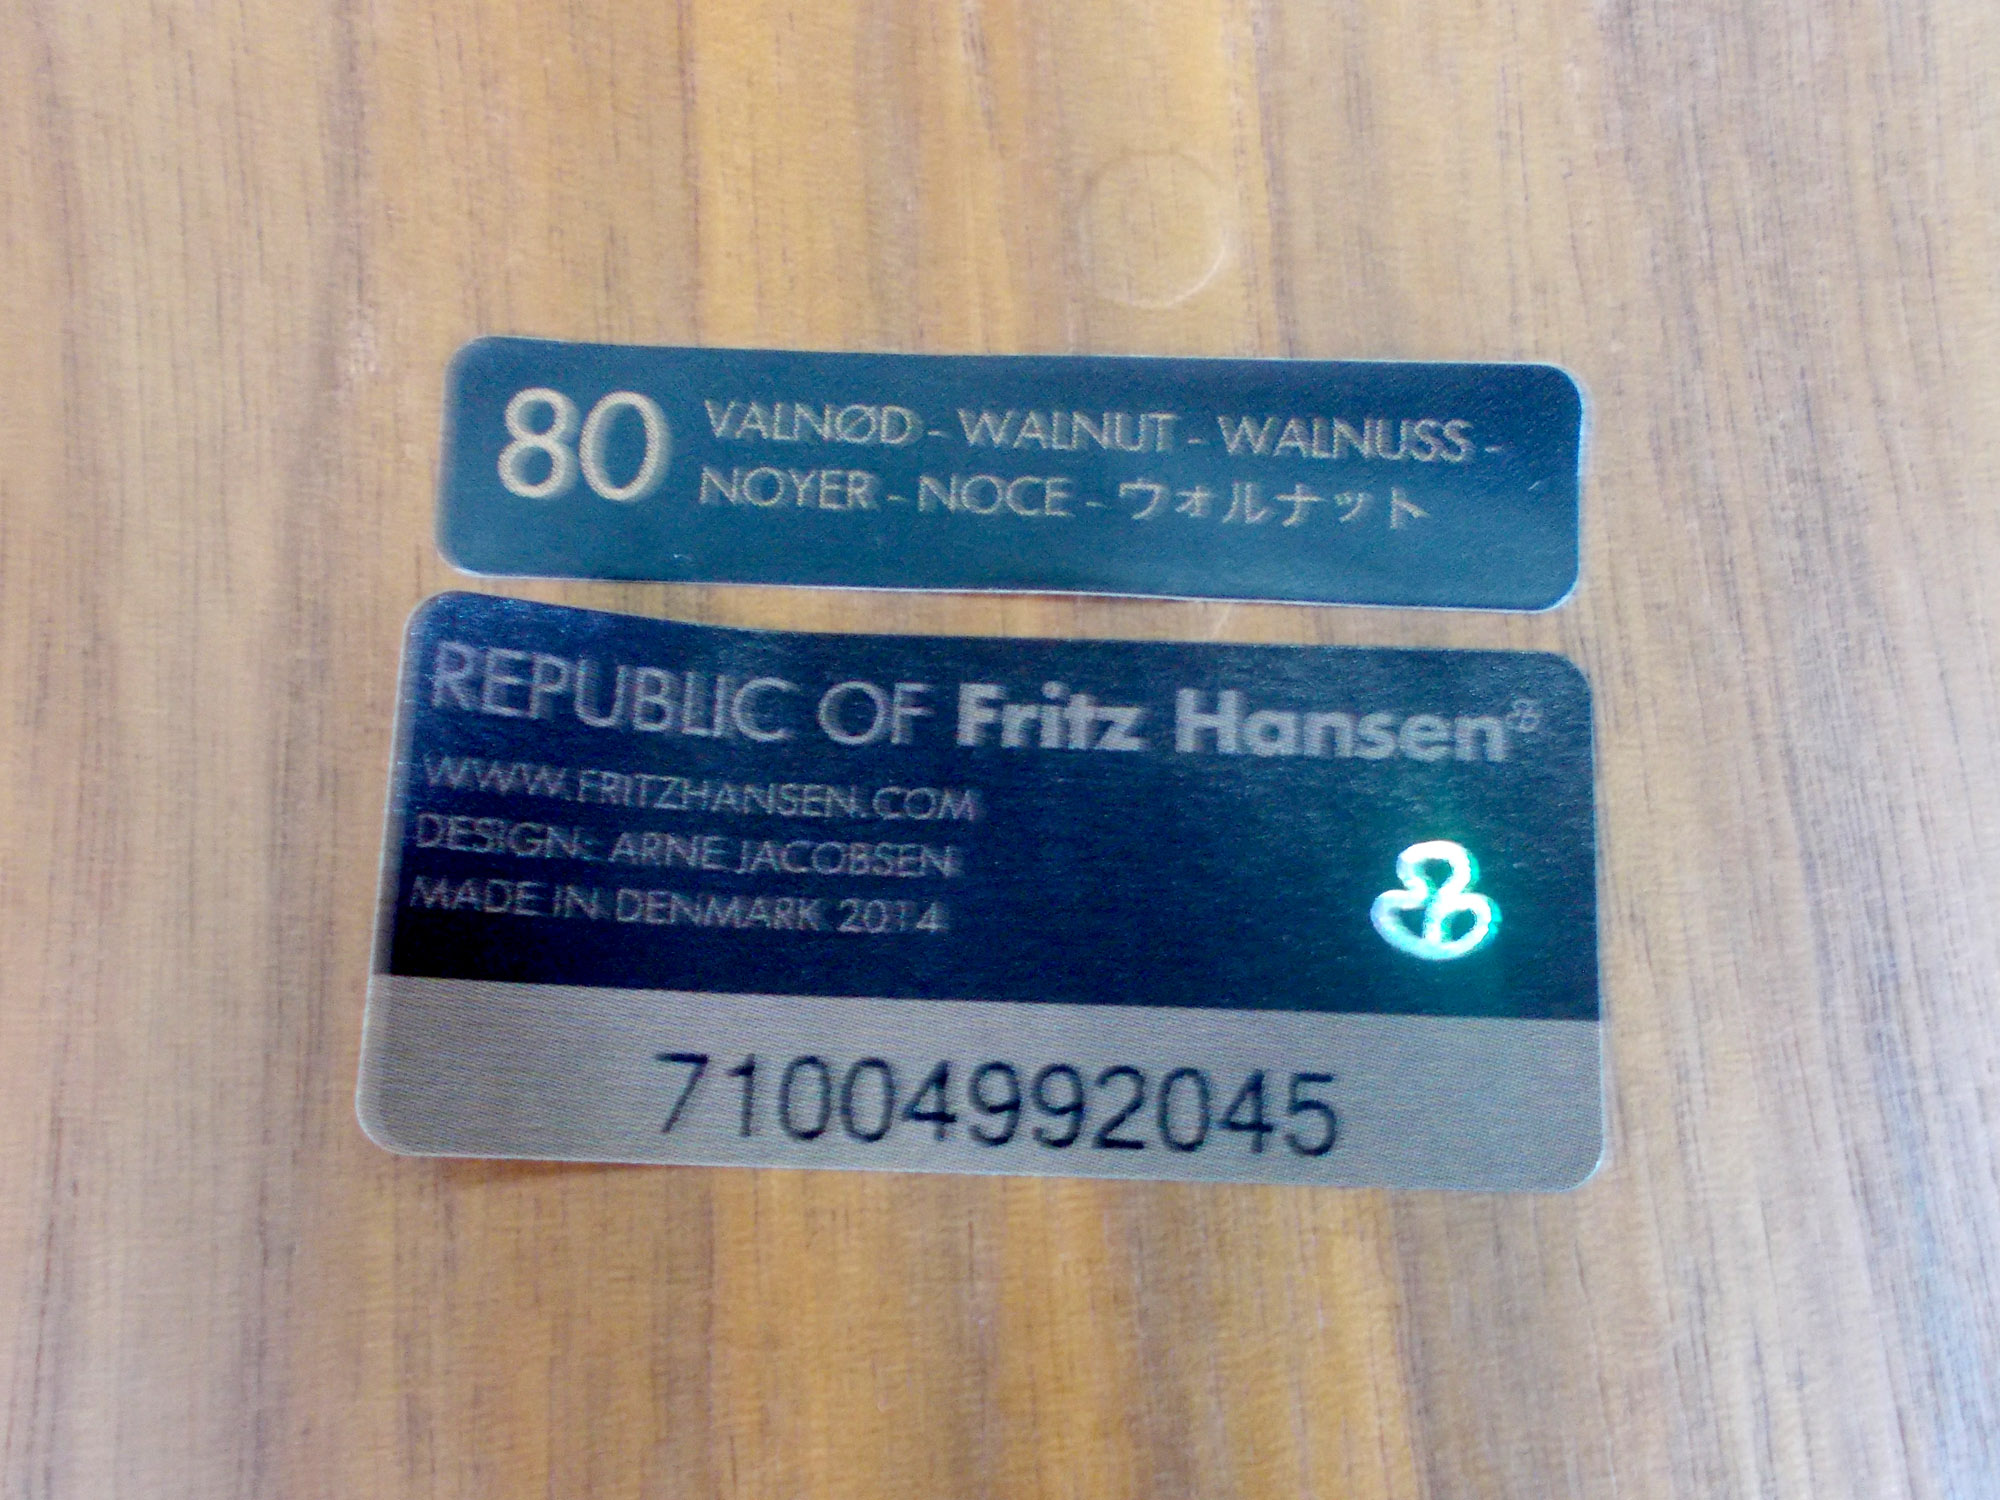 80 VALNØD - WALNUT - WALNUSS -
NOYER - NOCE - ウォルナット
REPUBLIC OF Fritz Hansen
WWW.FRITZHANSEN.COM
DESIGN: ARNE JACOBSEN
MADE IN DENMARK 2014
71004992045